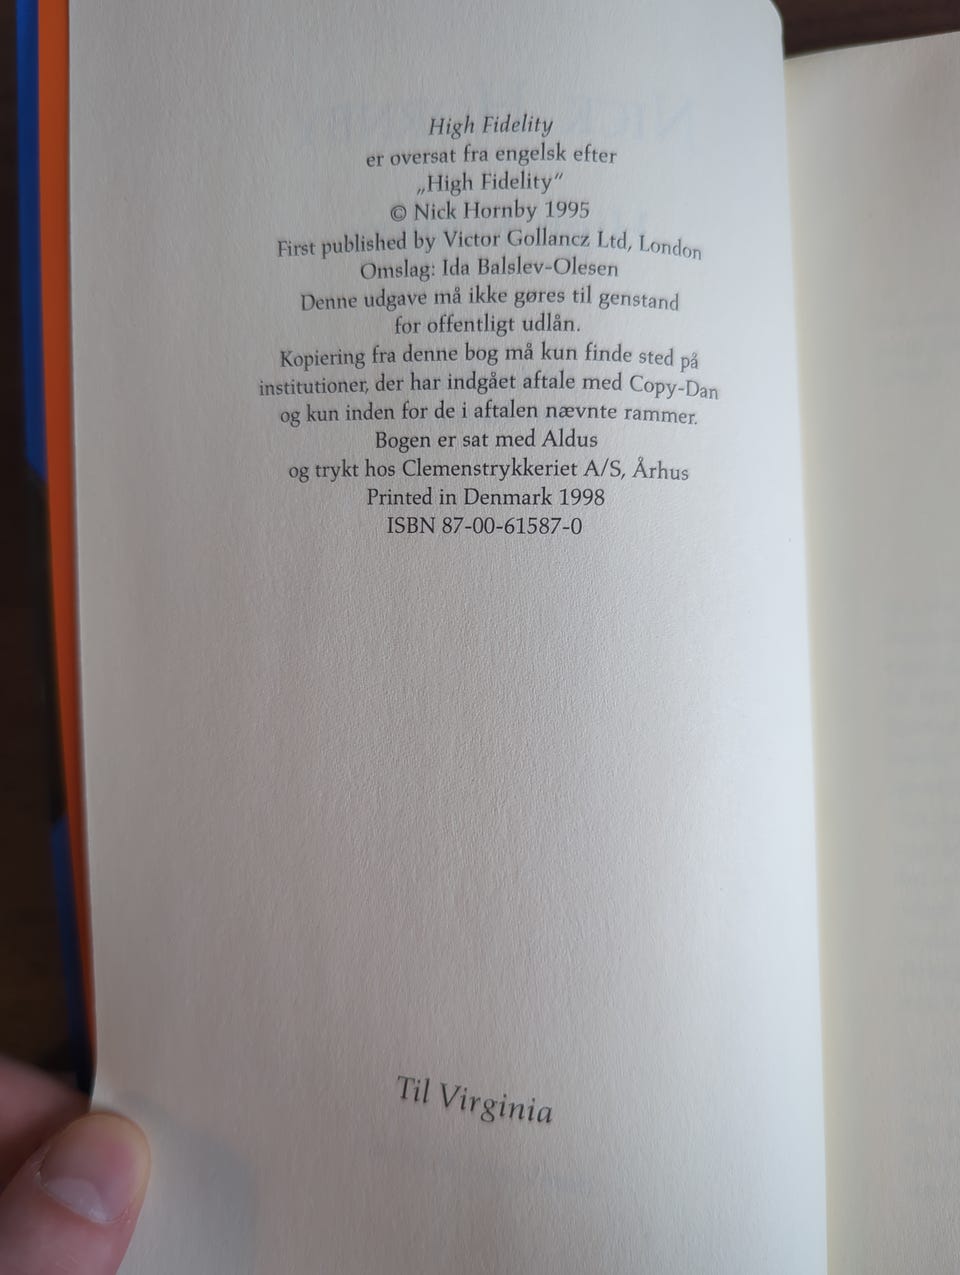 High Fidelity
er oversat fra engelsk efter
„High Fidelity”
© Nick Hornby 1995
First published by Victor Gollancz Ltd, London
Omslag: Ida Balslev-Olesen
Denne udgave må ikke gøres til genstand
for offentligt udlån.
Kopiering fra denne bog må kun finde sted på
institutioner, der har indgået aftale med Copy-Dan
og kun inden for de i aftalen nævnte rammer.
Bogen er sat med Aldus
og trykt hos Clemenstrykkeriet A/S, Århus
Printed in Denmark 1998
ISBN 87-00-61587-0
Til Virginia